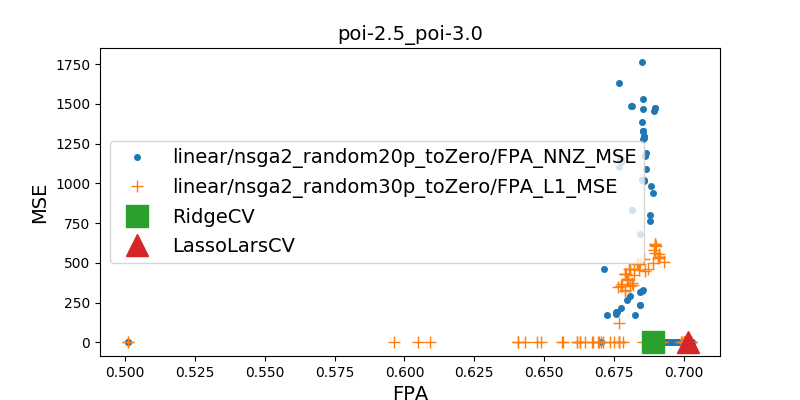 poi-2.5_poi-3.0
MSE
1750
1500
1250
1000
750
500
250
0
linear/nsga2_random20p_toZero/FPA_NNZ_MSE
linear/nsga2_random30p_toZero/FPA_L1_MSE
RidgeCV
LassoLarsCV
0.500 0.525 0.550 0.575 0.600 0.625 0.650 0.675 0.700
FPA